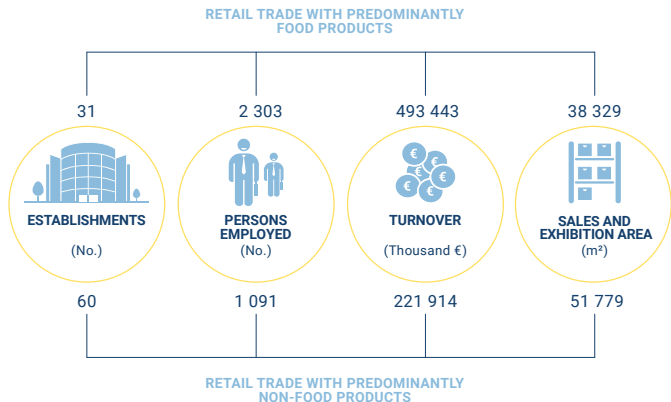 RETAIL TRADE WITH PREDOMINANTLY
FOOD PRODUCTS
31
2 303
493 443
38 329
€
€
€
€
€
€
ESTABLISHMENTS
(No.)
PERSONS
EMPLOYED
(No.)
TURNOVER
(Thousand €)
SALES AND
EXHIBITION AREA
(m²)
60
1 091
221 914
51 779
RETAIL TRADE WITH PREDOMINANTLY
NON-FOOD PRODUCTS